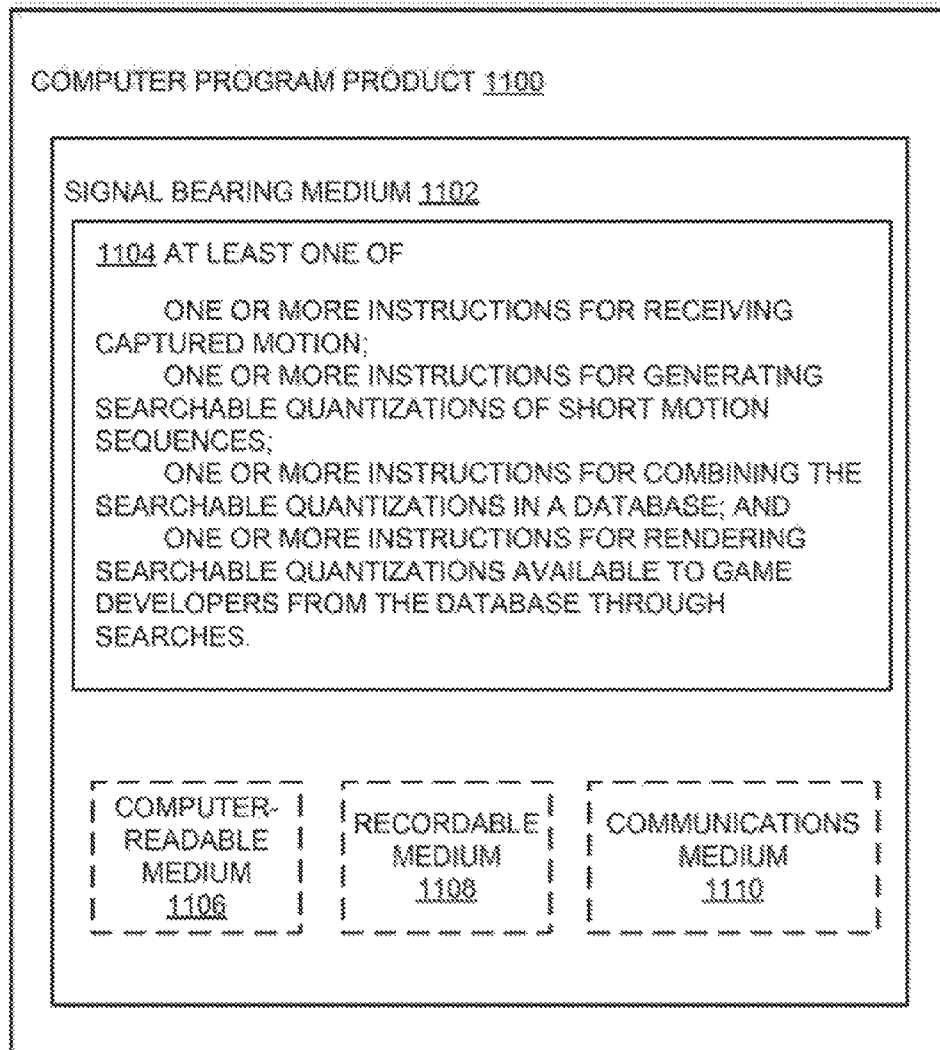 COMPUTER PROGRAM PRODUCT 1100
SIGNAL BEARING MEDIUM 1102
1104 AT LEAST ONE OF
ONE OR MORE INSTRUCTIONS FOR RECEIVING
CAPTURED MOTION;
ONE OR MORE INSTRUCTIONS FOR GENERATING
SEARCHABLE QUANTIZATIONS OF SHORT MOTION
SEQUENCES;
ONE OR MORE INSTRUCTIONS FOR COMBINING THE
SEARCHABLE QUANTIZATIONS IN A DATABASE; AND
ONE OR MORE INSTRUCTIONS FOR RENDERING
SEARCHABLE QUANTIZATIONS AVAILABLE TO GAME
DEVELOPERS FROM THE DATABASE THROUGH
SEARCHES.
COMPUTER-
READABLE
MEDIUM
1106
RECORDABLE
MEDIUM
1108
COMMUNICATIONS
MEDIUM
1110